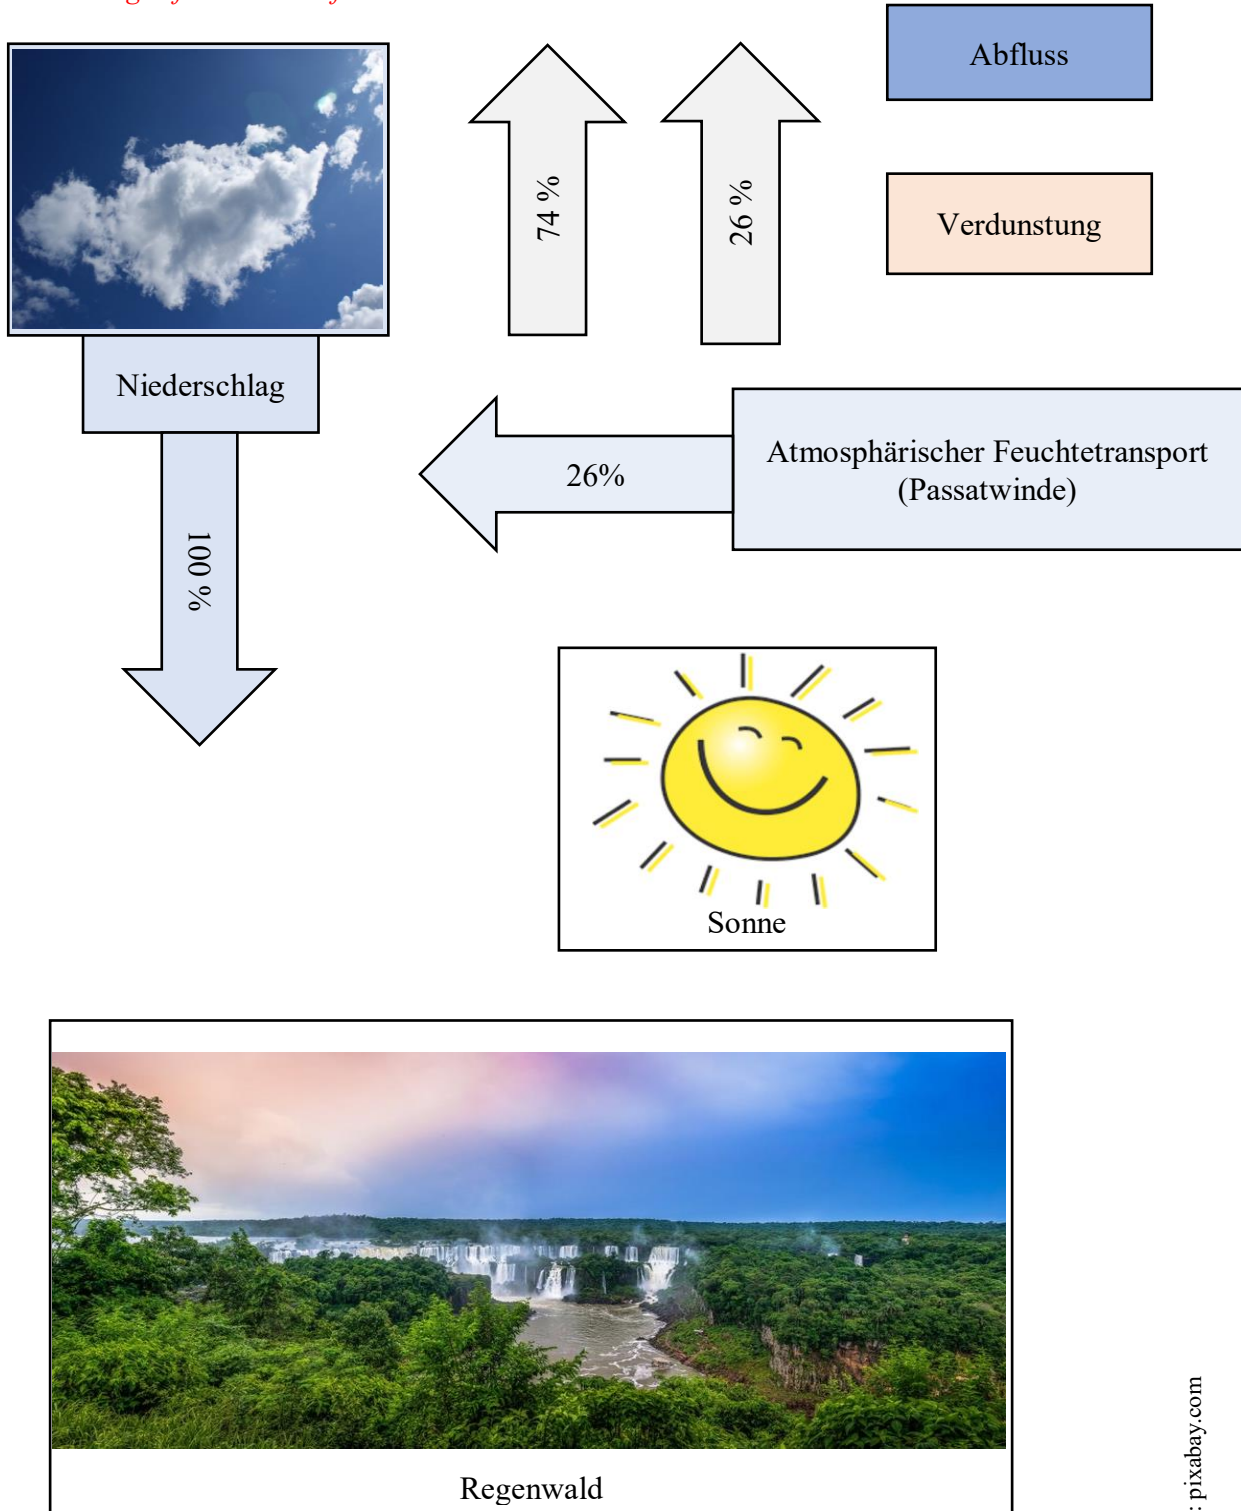 Abfluss
74 %
26 %
Verdunstung
Niederschlag
Atmosphärischer Feuchtetransport
(Passatwinde)
26%
100 %
Sonne
Regenwald
: pixabay.com